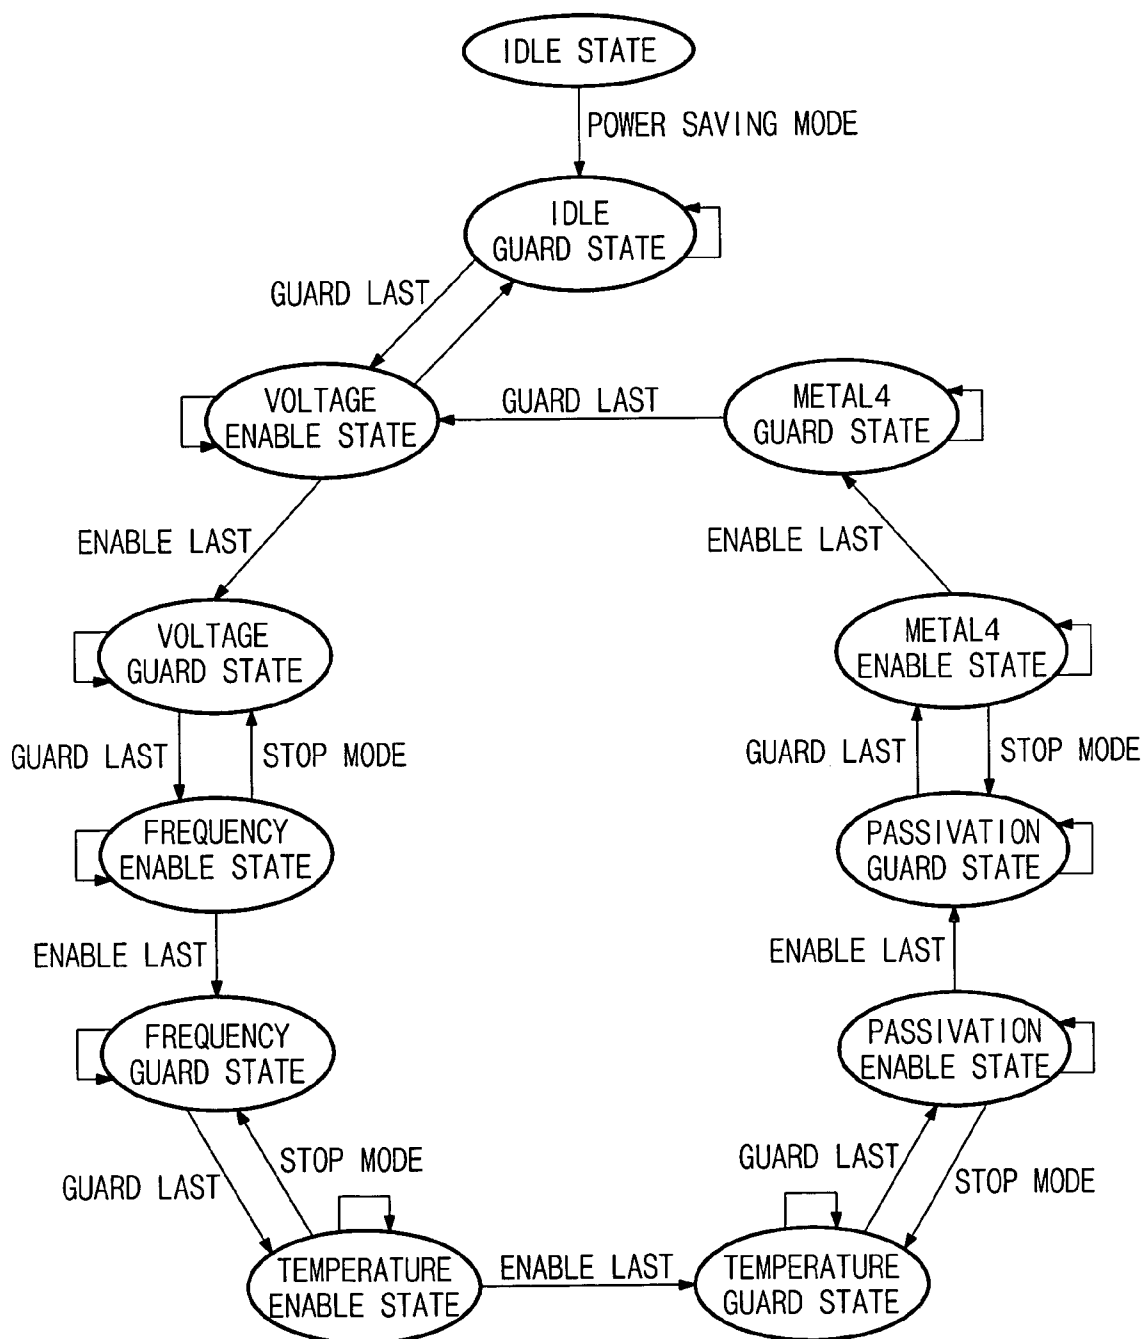 IDLE STATE
POWER SAVING MODE
IDLE
GUARD STATE
GUARD LAST
VOLTAGE
ENABLE STATE
GUARD LAST
METAL4
GUARD STATE
ENABLE LAST
ENABLE LAST
VOLTAGE
GUARD STATE
METAL4
ENABLE STATE
GUARD LAST
STOP MODE
GUARD LAST
STOP MODE
FREQUENCY
ENABLE STATE
PASSIVATION
GUARD STATE
ENABLE LAST
ENABLE LAST
FREQUENCY
GUARD STATE
PASSIVATION
ENABLE STATE
GUARD LAST
STOP MODE
GUARD LAST
STOP MODE
TEMPERATURE
ENABLE STATE
ENABLE LAST
TEMPERATURE
GUARD STATE